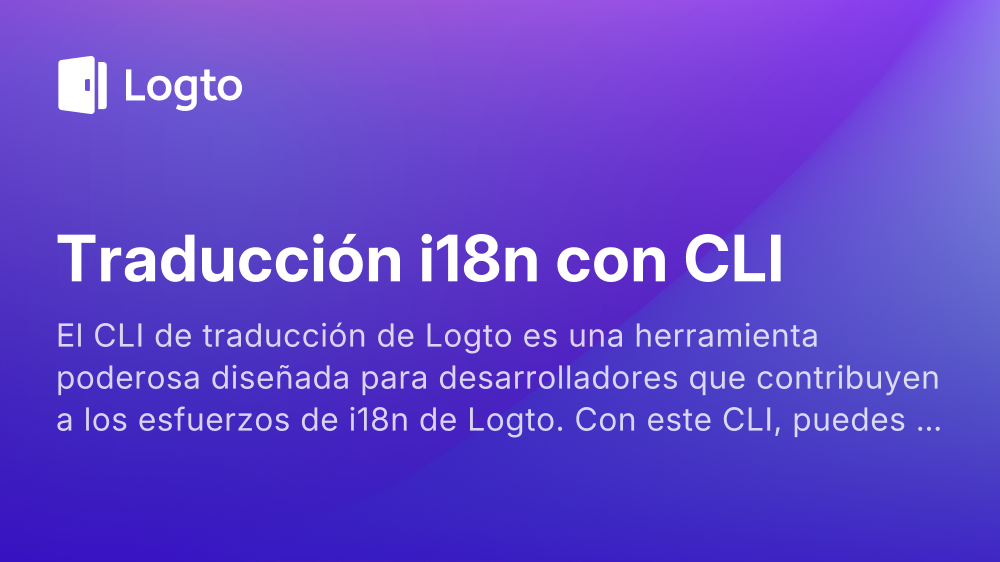 Logto
Traducción i18n con CLI
El CLI de traducción de Logto es una herramienta
poderosa diseñada para desarrolladores que contribuyen
a los esfuerzos de i18n de Logto. Con este CLI, puedes ...